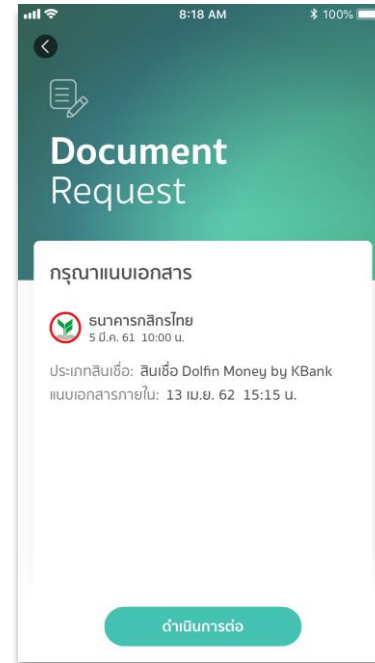 8:18 AM
100%
Document
Request
กรุณาแนบเอกสาร
ธนาคารกสิกรไทย
5 มี.ค. 61 10:00 น.
ประเภทสินเชื่อ: สินเชื่อ Dolfin Money by KBank
แนบเอกสารภายใน: 13 เม.ย. 62 15:15 น.
ดำเนินการต่อ